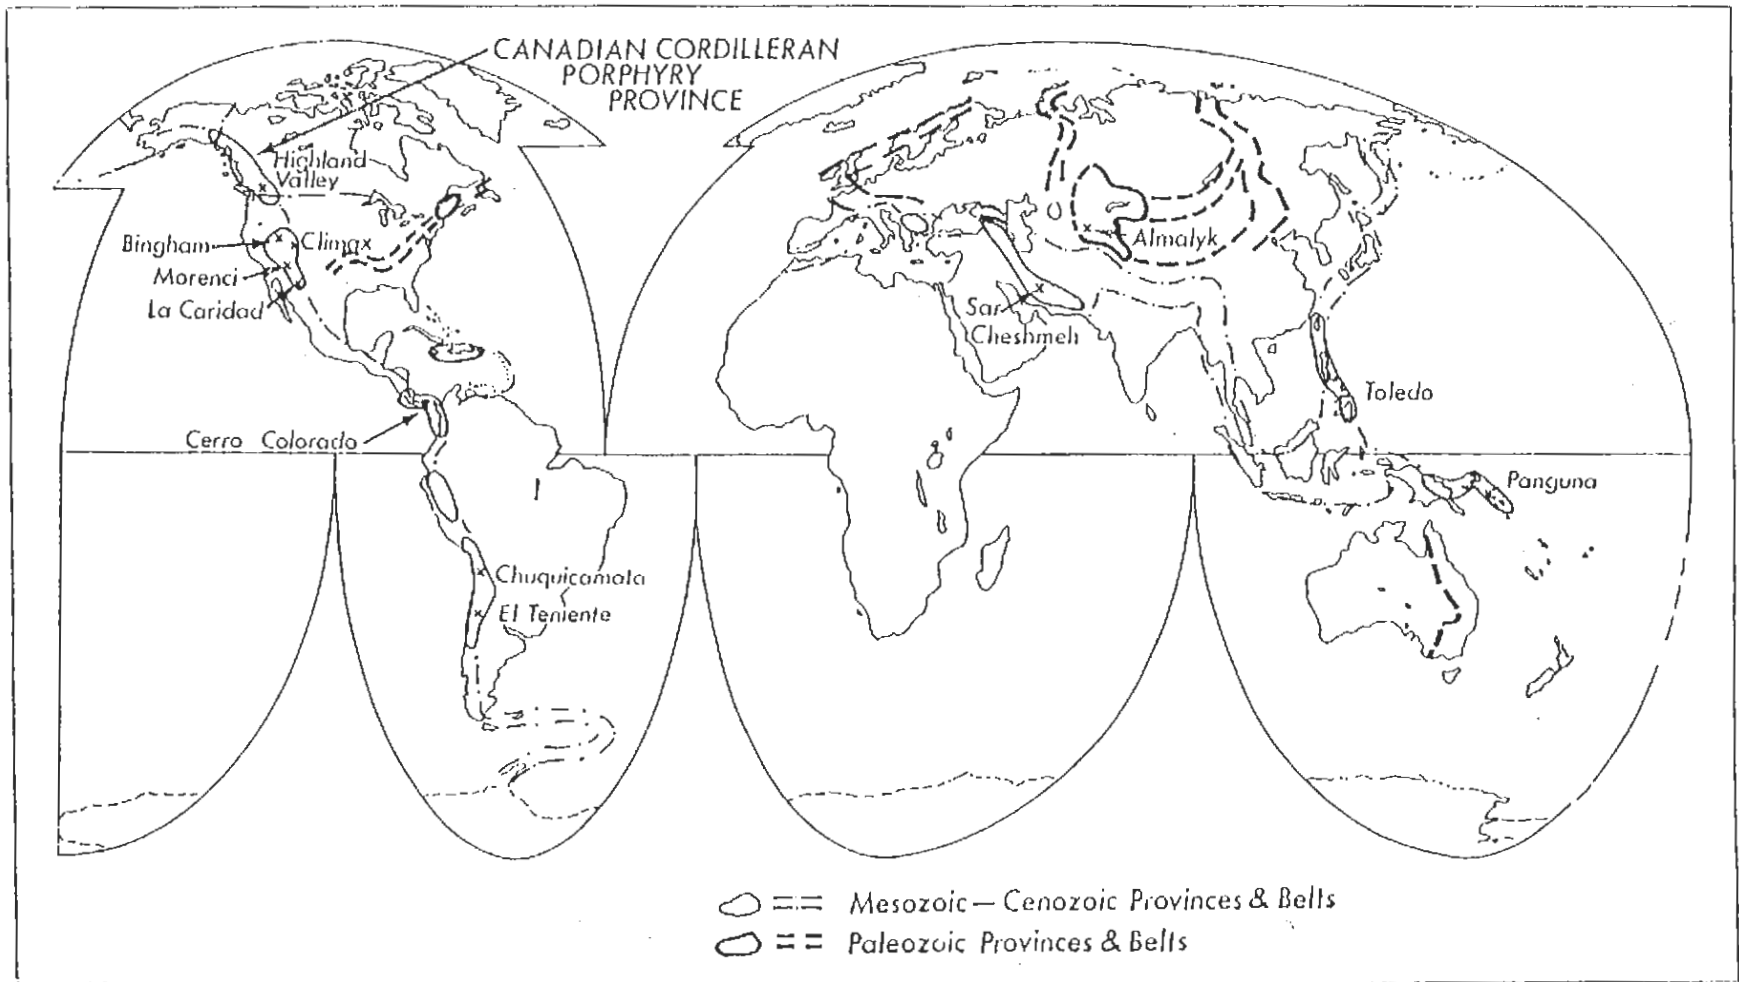 CANADIAN CORDILLERAN
PORPHYRY
PROVINCE
Highland
Valley
Bingham
Climax
Morenci
La Caridad
Cerro Colorado
Chuquicamata
El Teniente
Almalyk
Sar
Cheshmeh
Toledo
Panguna
Mesozoic — Cenozoic Provinces & Belts
Paleozoic Provinces & Belts